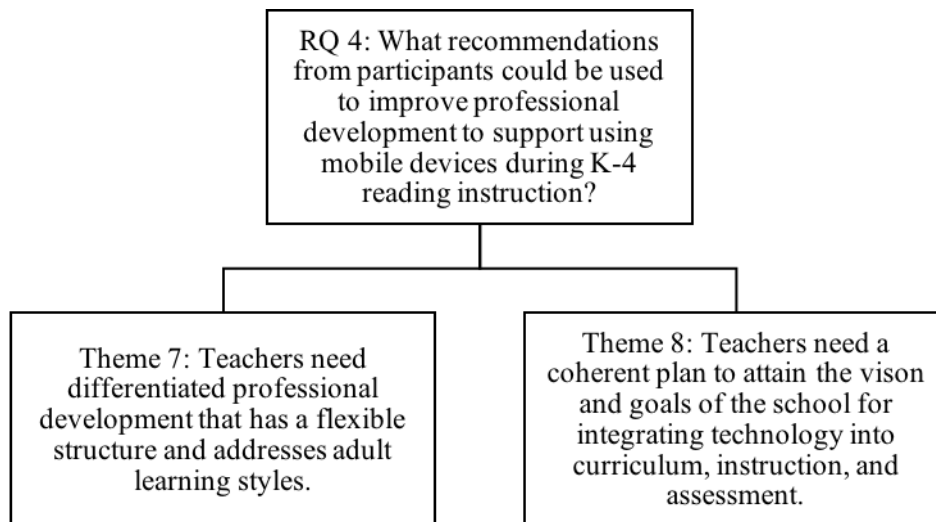 RQ 4: What recommendations
from participants could be used
to improve professional
development to support using
mobile devices during K-4
reading instruction?
Theme 7: Teachers need
differentiated professional
development that has a flexible
structure and addresses adult
learning styles.
Theme 8: Teachers need a
coherent plan to attain the vison
and goals of the school for
integrating technology into
curriculum, instruction, and
assessment.